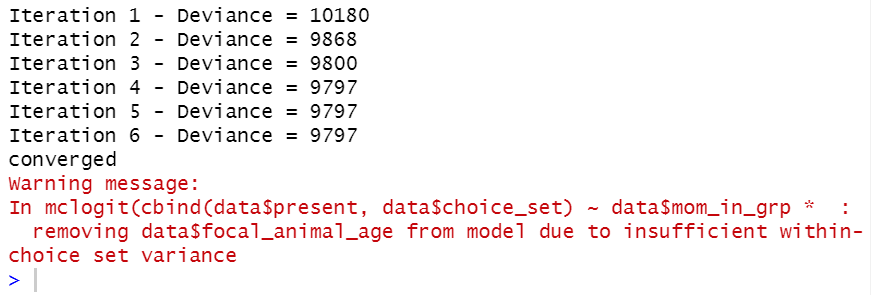 Iteration 1 - Deviance = 10180
Iteration 2 - Deviance = 9868
Iteration 3 - Deviance = 9800
Iteration 4 - Deviance = 9797
Iteration 5 - Deviance = 9797
Iteration 6 - Deviance = 9797
converged
Warning message:
In mclogit(cbind(data$present, data$choice_set) ~ data$mom_in_grp *  :
  removing data$focal_animal_age from model due to insufficient within-
choice set variance
>